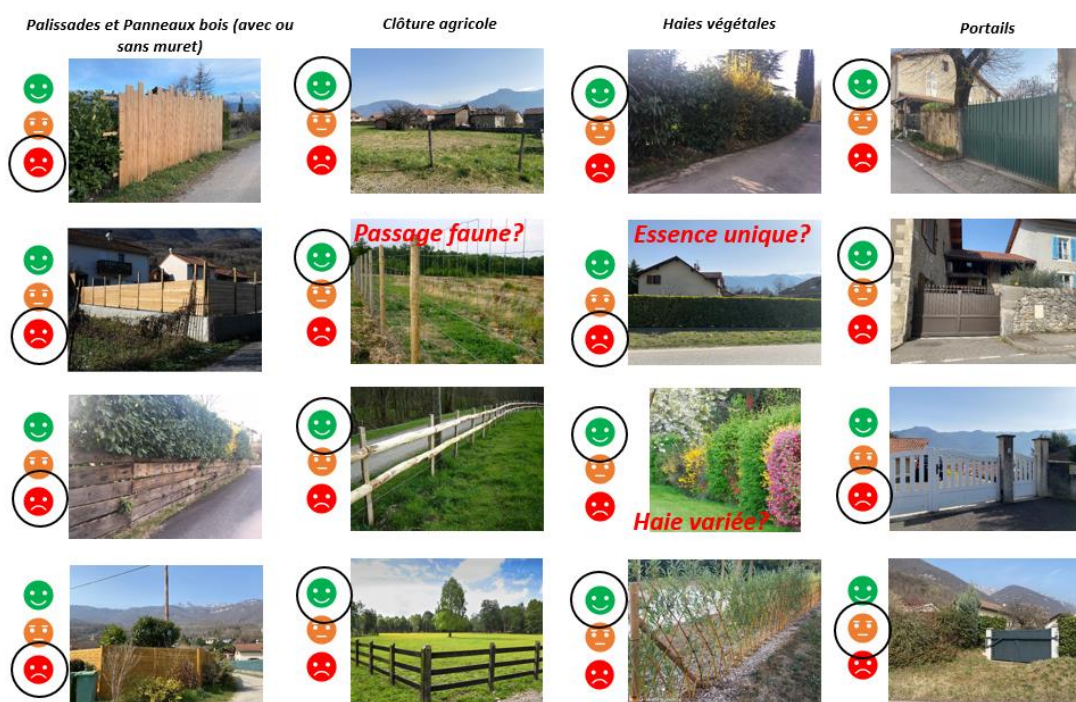 Palissades et Panneaux bois (avec ou
sans muret)
Clôture agricole
Haies végétales
Portails
Passage faune?
Essence unique?
Haie variée?